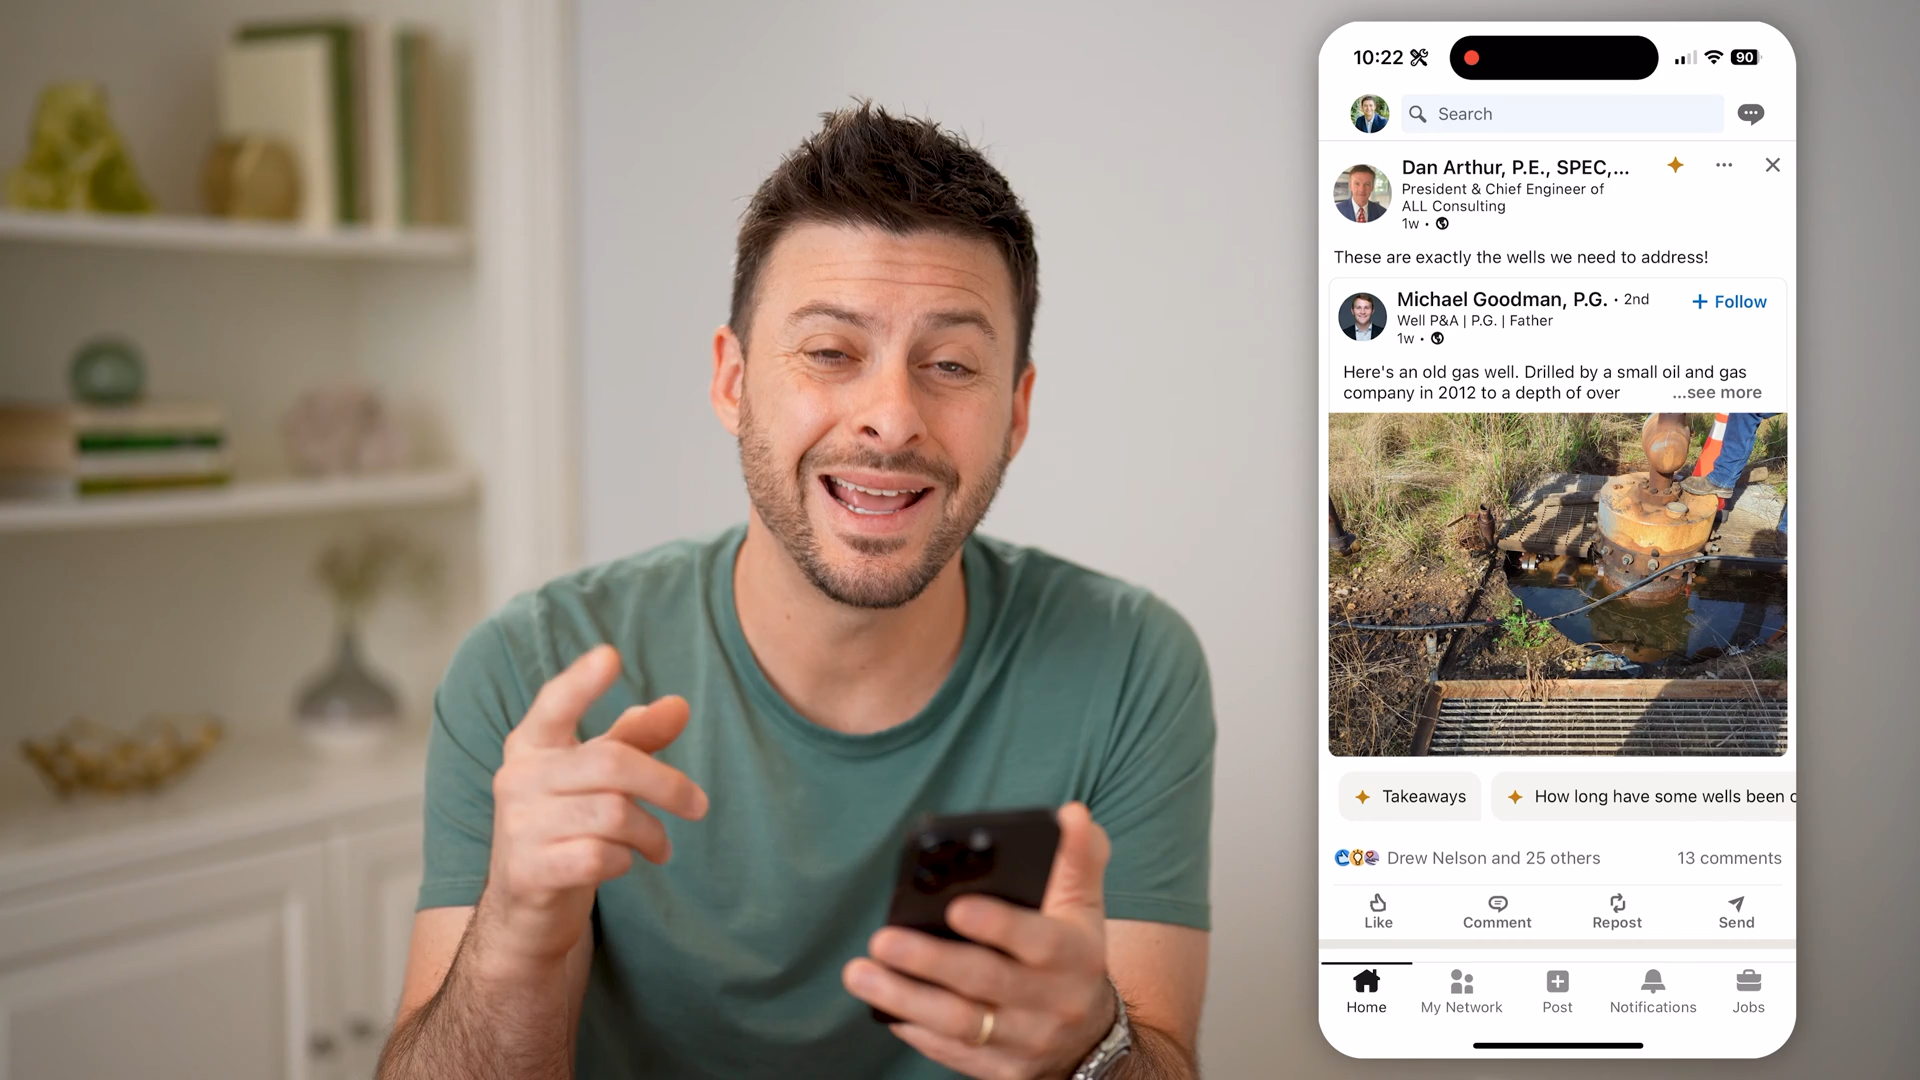 10:22
90
Search
Dan Arthur, P.E., SPEC,...
President & Chief Engineer of
ALL Consulting
1w •
These are exactly the wells we need to address!
Michael Goodman, P.G. • 2nd
+ Follow
Well P&A | P.G. | Father
1w •
Here's an old gas well. Drilled by a small oil and gas
company in 2012 to a depth of over ...see more
Takeaways
How long have some wells been
Drew Nelson and 25 others
13 comments
Like
Comment
Repost
Send
Home
My Network
Post
Notifications
Jobs